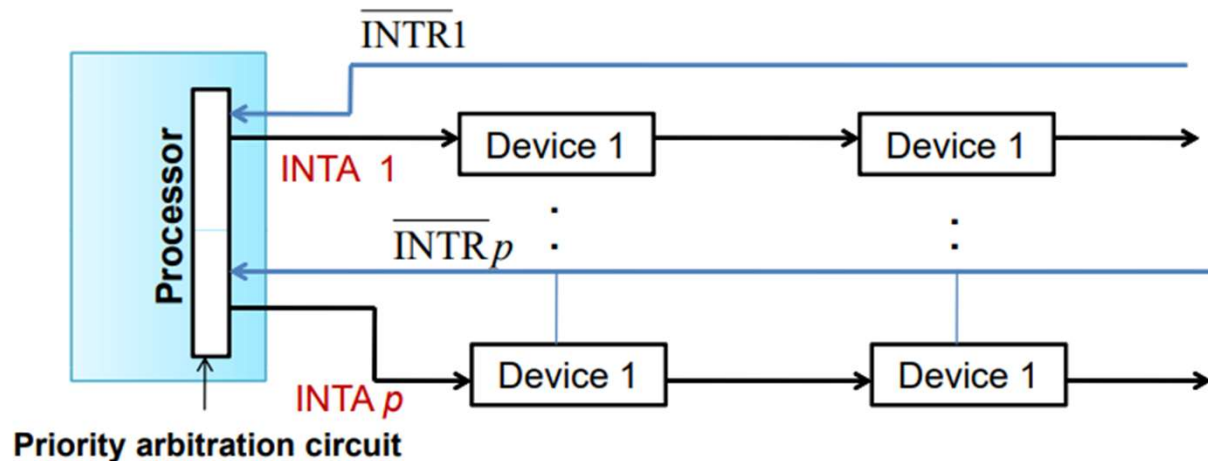 INTR1
Processor
INTA 1
Device 1
Device 1
INTRp
INTA p
Device 1
Device 1
Priority arbitration circuit